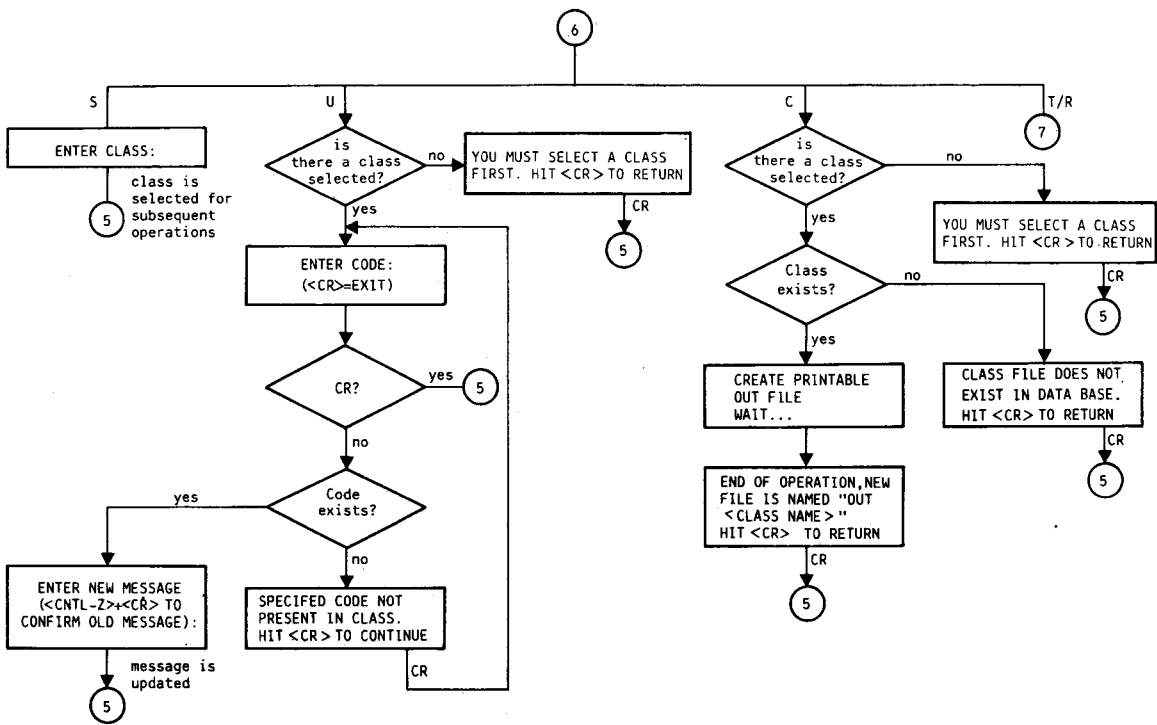 6
S
U
C
T/R
7
ENTER CLASS:
class is
selected for
subsequent
operations
5
is
there a class
selected?
no
YOU MUST SELECT A CLASS
FIRST. HIT <CR> TO RETURN
CR
5
yes
ENTER CODE:
(<CR>=EXIT)
CR?
yes
5
no
Code
exists?
yes
ENTER NEW MESSAGE
(<CNTL-Z>+<CR> TO
CONFIRM OLD MESSAGE):
message is
updated
5
no
SPECIFED CODE NOT
PRESENT IN CLASS.
HIT <CR> TO CONTINUE
CR
is
there a class
selected?
no
YOU MUST SELECT A CLASS
FIRST. HIT <CR> TO RETURN
CR
5
yes
Class
exists?
no
CLASS FILE DOES NOT
EXIST IN DATA BASE.
HIT <CR> TO RETURN
CR
5
yes
CREATE PRINTABLE
OUT FILE
WAIT...
END OF OPERATION,NEW
FILE IS NAMED "OUT
<CLASS NAME>"
HIT <CR> TO RETURN
CR
5